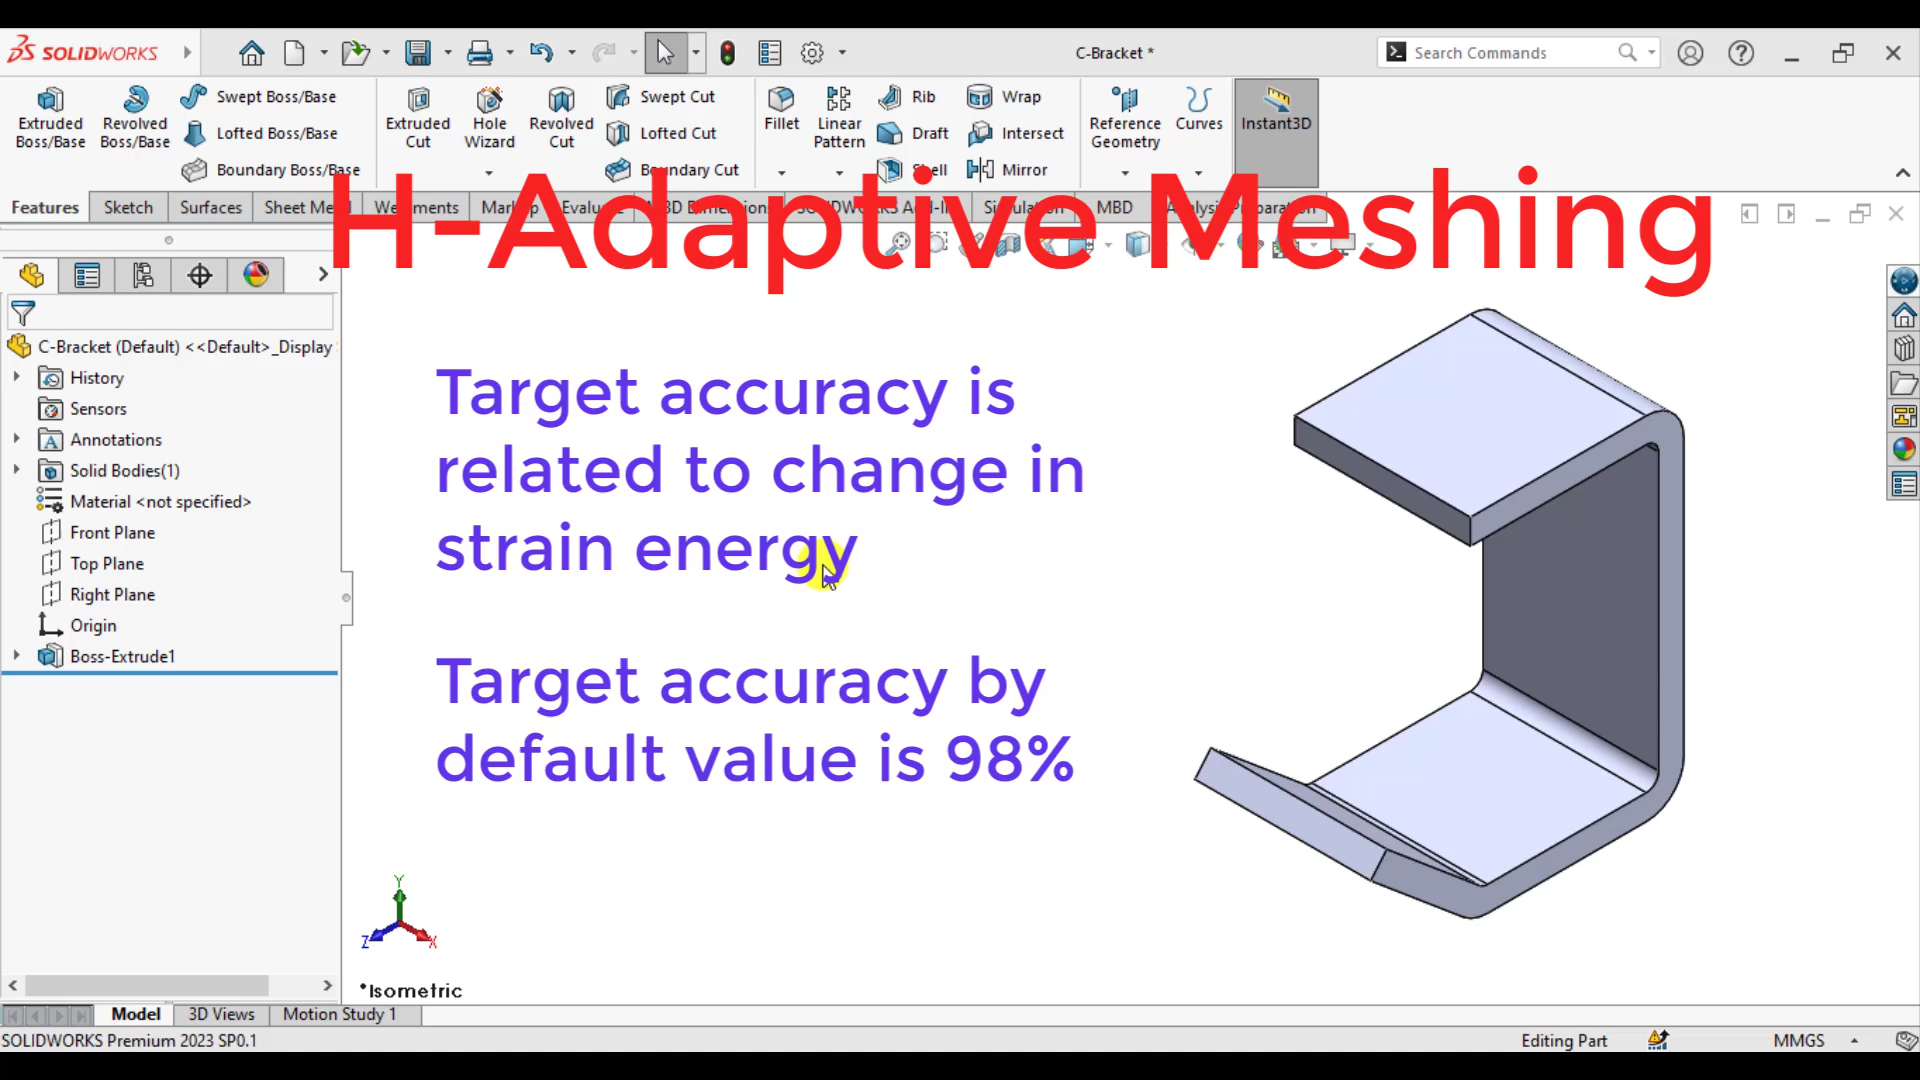 SOLIDWORKS
C-Bracket *
Search Commands
Extruded Boss/Base
Revolved Boss/Base
Swept Boss/Base
Lofted Boss/Base
Boundary Boss/Base
Extruded Cut
Hole Wizard
Revolved Cut
Swept Cut
Lofted Cut
Boundary Cut
Fillet
Linear Pattern
Rib
Draft
Shell
Wrap
Intersect
Mirror
Reference Geometry
Curves
Instant3D
Features
Sketch
Surfaces
Sheet Me
MBD
H-Adaptive Meshing
C-Bracket (Default) <<Default>_Display
History
Sensors
Annotations
Solid Bodies(1)
Material <not specified>
Front Plane
Top Plane
Right Plane
Origin
Boss-Extrude1
Target accuracy is
related to change in
strain energy
Target accuracy by
default value is 98%
Y
Z
X
*Isometric
Model
3D Views
Motion Study 1
SOLIDWORKS Premium 2023 SP0.1
Editing Part
MMGS